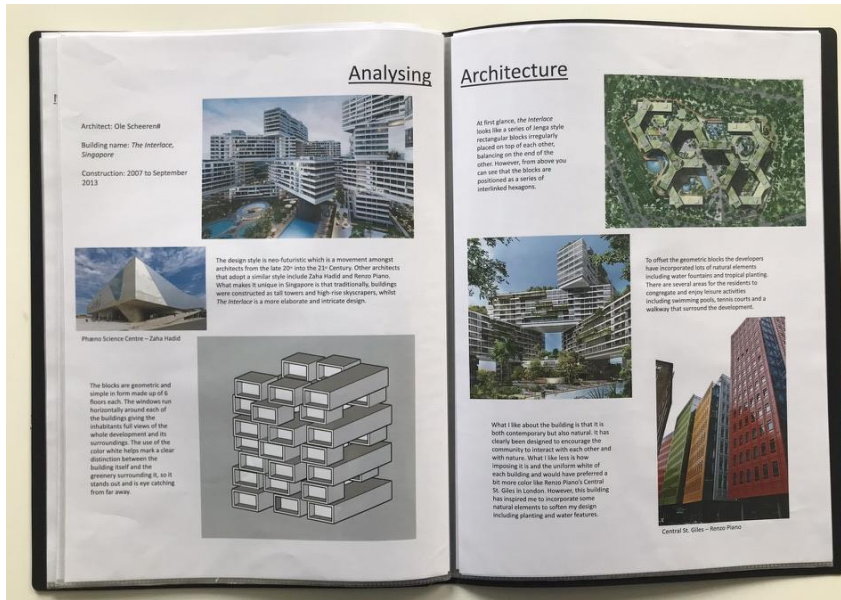 Analysing
Architect: Ole Scheeren#
Building name: The Interlace,
Singapore
Construction: 2007 to September
2013
The design style is neo-futuristic which is a movement amongst
architects from the late 20th into the 21st Century. Other architects
that adopt a similar style include Zaha Hadid and Renzo Piano.
What makes it unique in Singapore is that traditionally, buildings
were constructed as tall towers and high-rise skyscrapers, whilst
The Interlace is a more elaborate and intricate design.
Phæno Science Centre – Zaha Hadid
The blocks are geometric and
simple in form made up of 6
floors each. The windows run
horizontally around each of
the buildings giving the
inhabitants full views of the
whole development and its
surroundings. The use of the
color white helps mark a clear
distinction between the
building itself and the
greenery surrounding it, so it
stands out and is eye catching
from far away.
Architecture
At first glance, the Interlace
looks like a series of Jenga style
rectangular blocks irregularly
placed on top of each other,
balancing on the end of the
other. However, from above you
can see that the blocks are
positioned as a series of
interlinked hexagons.
To offset the geometric blocks the developers
have incorporated lots of natural elements
including water fountains and tropical planting.
There are several areas for the residents to
congregate and enjoy leisure activities
including swimming pools, tennis courts and a
walkway that surround the development.
What I like about the building is that it is
both contemporary but also natural. It has
clearly been designed to encourage the
community to interact with each other and
with nature. What I like less is how
imposing it is and the uniform white of
each building and would have preferred a
bit more color like Renzo Piano's Central
St. Giles in London. However, this building
has inspired me to incorporate some
natural elements to soften my design
including planting and water features.
Central St. Giles – Renzo Piano